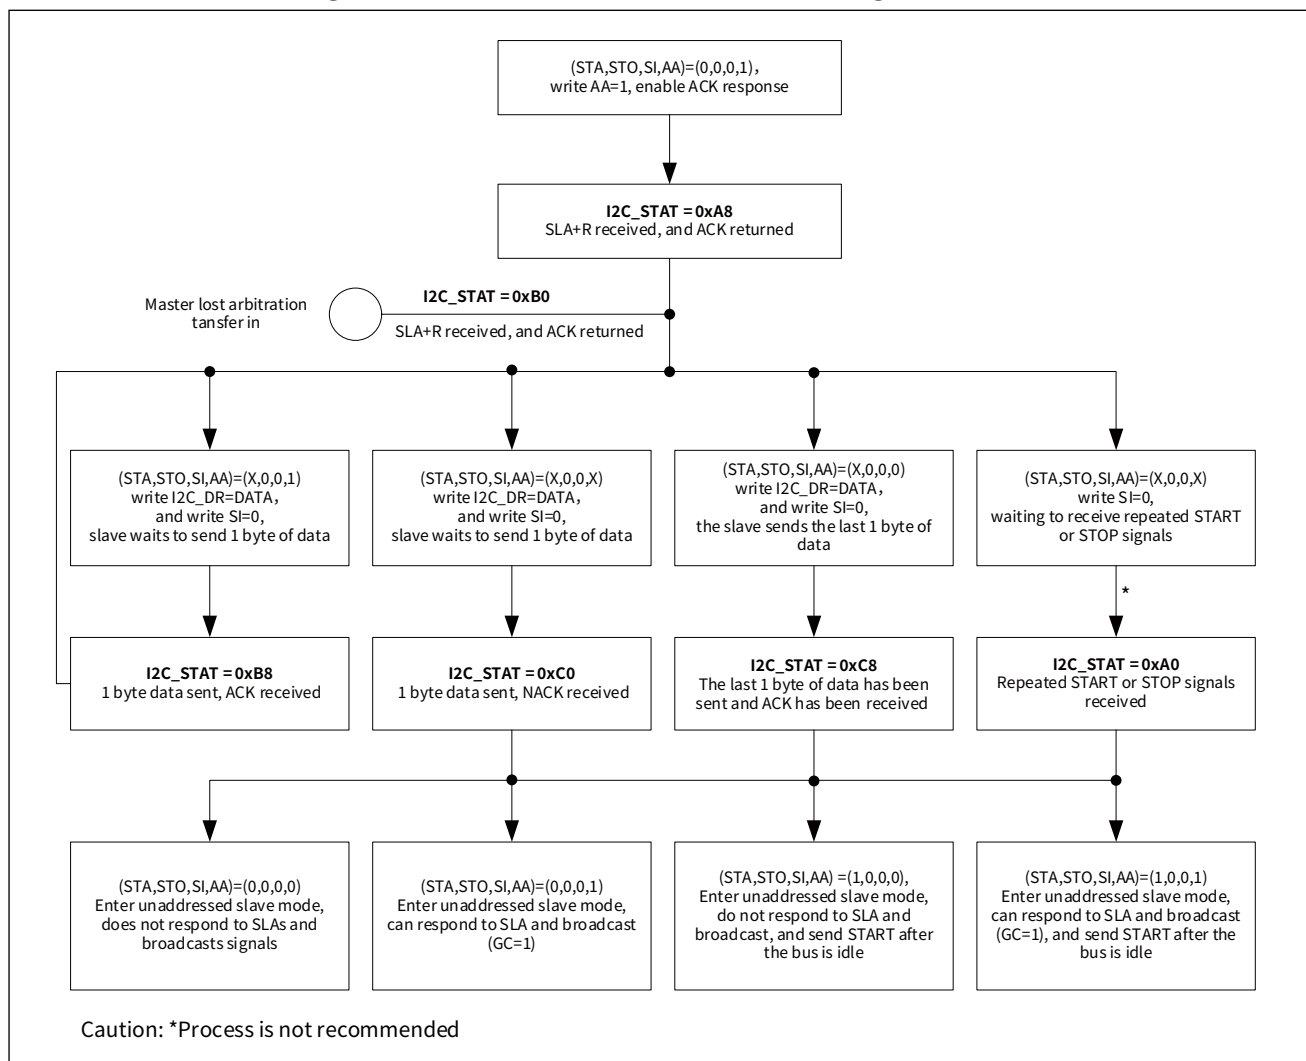 (STA,STO,SI,AA)=(0,0,0,1),
write AA=1, enable ACK response
I2C_STAT = 0xA8
SLA+R received, and ACK returned
Master lost arbitration
tansfer in
I2C_STAT = 0xB0
SLA+R received, and ACK returned
(STA,STO,SI,AA)=(X,0,0,1)
write I2C_DR=DATA,
and write SI=0,
slave waits to send 1 byte of data
(STA,STO,SI,AA)=(X,0,0,X)
write I2C_DR=DATA,
and write SI=0,
slave waits to send 1 byte of data
(STA,STO,SI,AA)=(X,0,0,0)
write I2C_DR=DATA,
and write SI=0,
the slave sends the last 1 byte of
data
(STA,STO,SI,AA)=(X,0,0,X)
write SI=0,
waiting to receive repeated START
or STOP signals
*
I2C_STAT = 0xB8
1 byte data sent, ACK received
I2C_STAT = 0xC0
1 byte data sent, NACK received
I2C_STAT = 0xC8
The last 1 byte of data has been
sent and ACK has been received
I2C_STAT = 0xA0
Repeated START or STOP signals
received
(STA,STO,SI,AA)=(0,0,0,0)
Enter unaddressed slave mode,
does not respond to SLAs and
broadcasts signals
(STA,STO,SI,AA)=(0,0,0,1)
Enter unaddressed slave mode,
can respond to SLA and broadcast
(GC=1)
(STA,STO,SI,AA) =(1,0,0,0),
Enter unaddressed slave mode,
do not respond to SLA and
broadcast, and send START after
the bus is idle
(STA,STO,SI,AA)=(1,0,0,1)
Enter unaddressed slave mode,
can respond to SLA and broadcast
(GC=1), and send START after the
bus is idle
Caution: *Process is not recommended